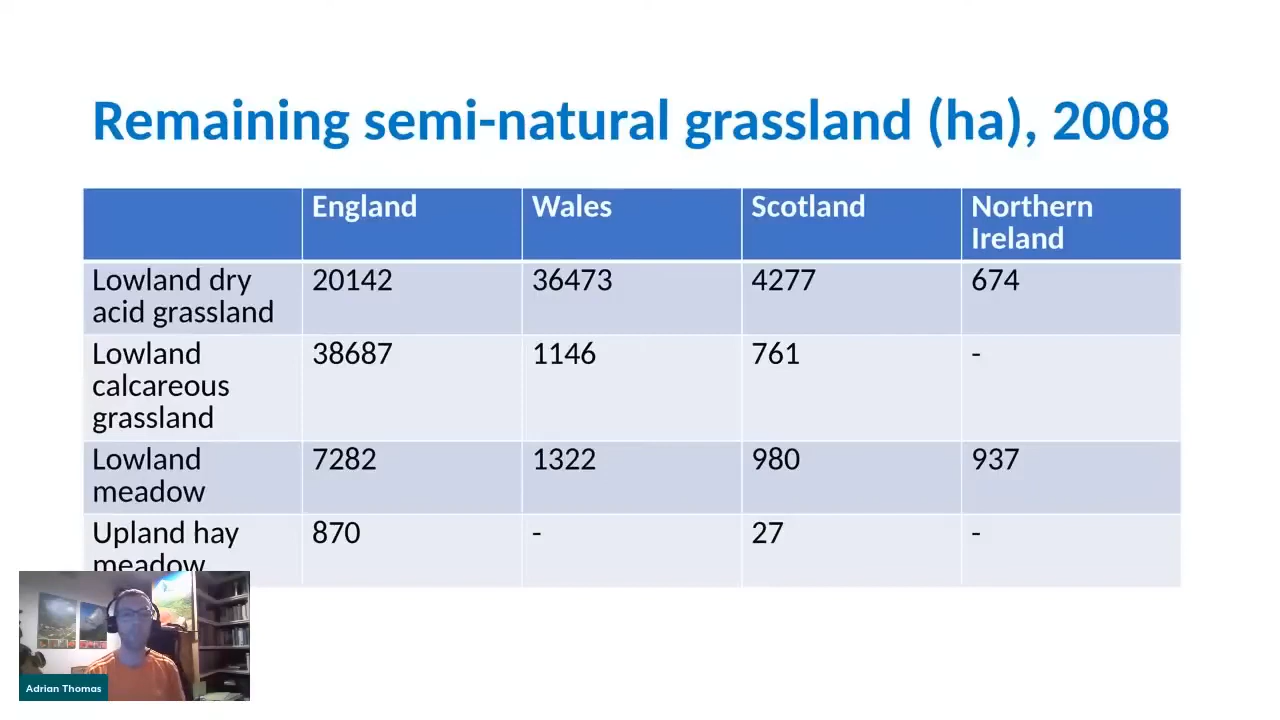 Remaining semi-natural grassland (ha), 2008
England Wales Scotland Northern
Ireland
Lowland dry 20142 36473 4277 674
acid grassland
Lowland 38687 1146 761 -
calcareous
grassland
Lowland 7282 1322 980 937
meadow
Upland hay 870 - 27 -
meadow
Adrian Thomas